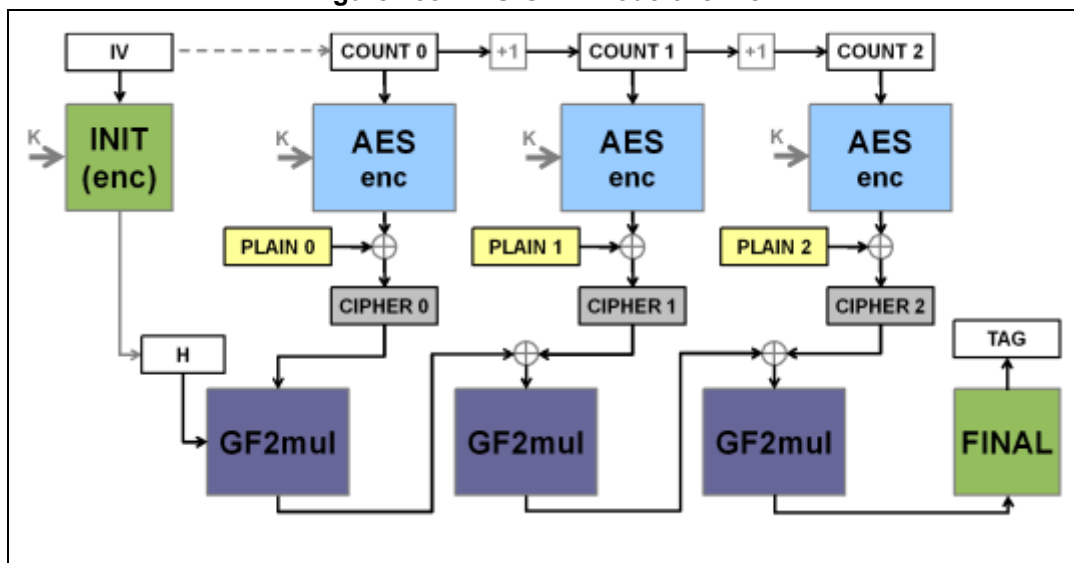 IV
COUNT 0
+1
COUNT 1
+1
COUNT 2
K
INIT
(enc)
K
AES
enc
K
AES
enc
K
AES
enc
PLAIN 0
PLAIN 1
PLAIN 2
CIPHER 0
CIPHER 1
CIPHER 2
H
TAG
GF2mul
GF2mul
GF2mul
FINAL